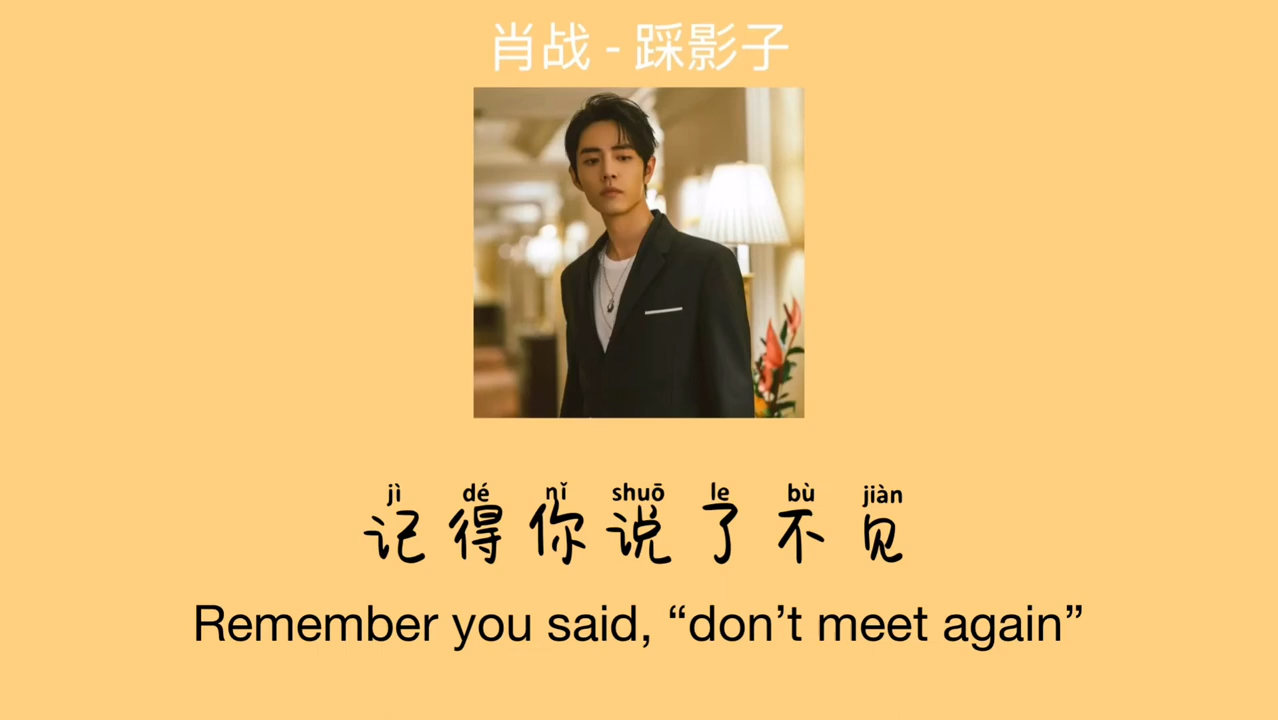 肖战 - 踩影子
jì dé nǐ shuō le bù jiàn
记得你说了不见
Remember you said, “don’t meet again”